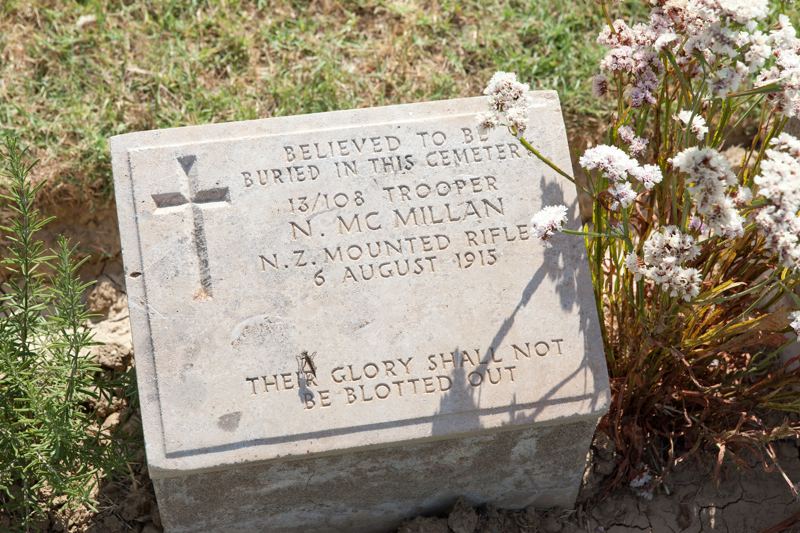 BELIEVED TO BE
BURIED IN THIS CEMETERY
13/108 TROOPER
N. MC MILLAN
N.Z. MOUNTED RIFLES
6 AUGUST 1915
THEIR GLORY SHALL NOT
BE BLOTTED OUT